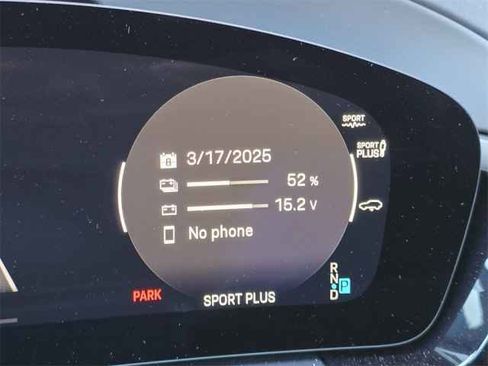 SPORT
SPORT
PLUS
3/17/2025
52 %
15.2 V
No phone
R
N
D
P
PARK
SPORT PLUS